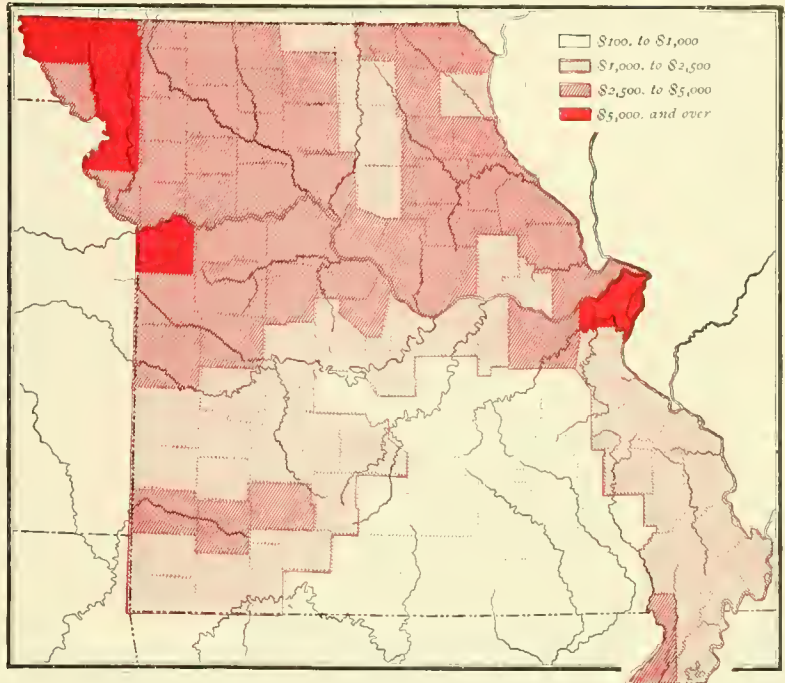 $100. to $1,000
$1,000. to $2,500
$2,500. to $5,000
$5,000. and over